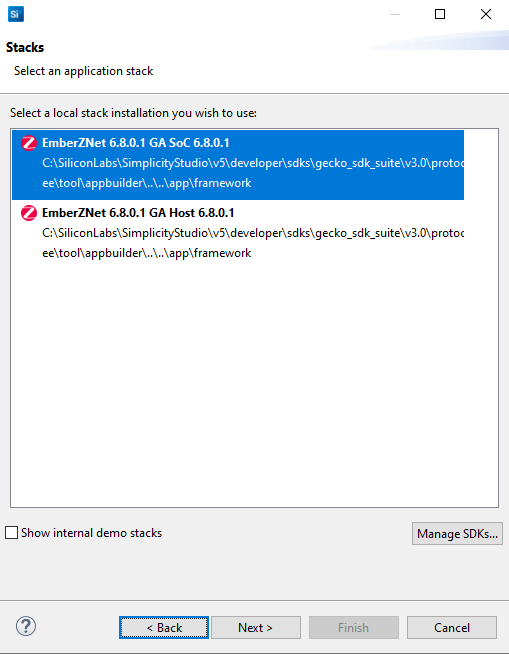 Si
Stacks
Select an application stack
Select a local stack installation you wish to use:
EmberZNet 6.8.0.1 GA SoC 6.8.0.1
C:\SiliconLabs\SimplicityStudio\v5\developer\sdks\gecko_sdk_suite\v3.0\protoc
ee\tool\appbuilder\..\..\app\framework
EmberZNet 6.8.0.1 GA Host 6.8.0.1
C:\SiliconLabs\SimplicityStudio\v5\developer\sdks\gecko_sdk_suite\v3.0\protoc
ee\tool\appbuilder\..\..\app\framework
Show internal demo stacks
Manage SDKs...
?
< Back
Next >
Finish
Cancel